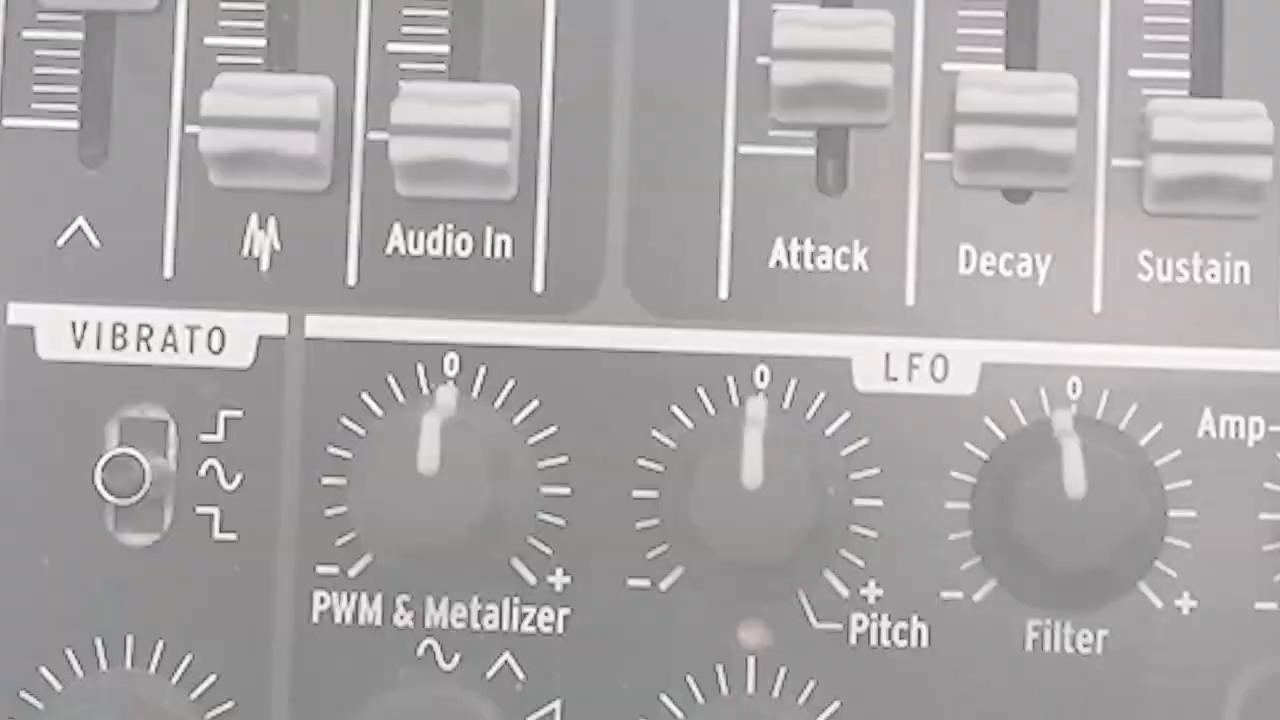 Audio In
Attack
Decay
Sustain
VIBRATO
LFO
0
0
0
Amp
- +
- +
- +
-
PWM & Metalizer
Pitch
Filter